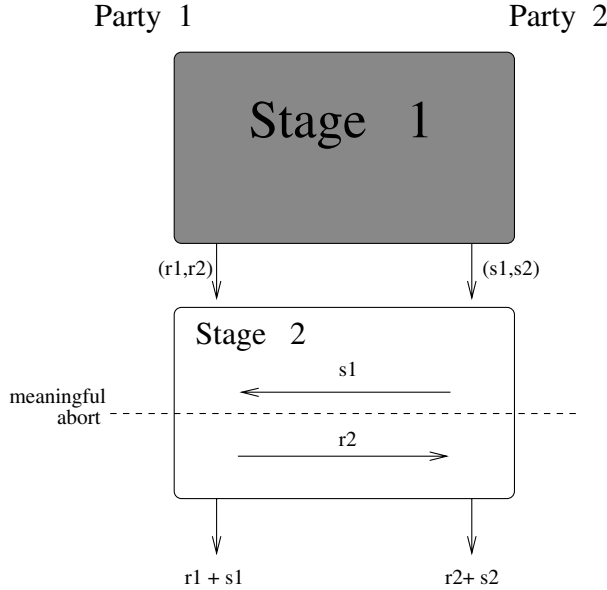 Party 1
Party 2
Stage 1
(r1,r2)
(s1,s2)
Stage 2
s1
meaningful
abort
r2
r1 + s1
r2+ s2